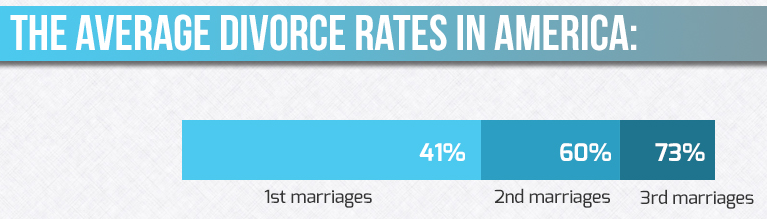 THE AVERAGE DIVORCE RATES IN AMERICA:
41% 60% 73%
1st marriages 2nd marriages 3rd marriages